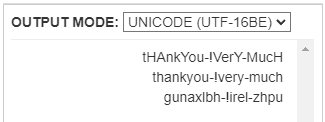 OUTPUT MODE: UNICODE (UTF-16BE)
tHAnkYou-!VerY-MucH
thankyou-!very-much
gunaxlbh-!irel-zhpu